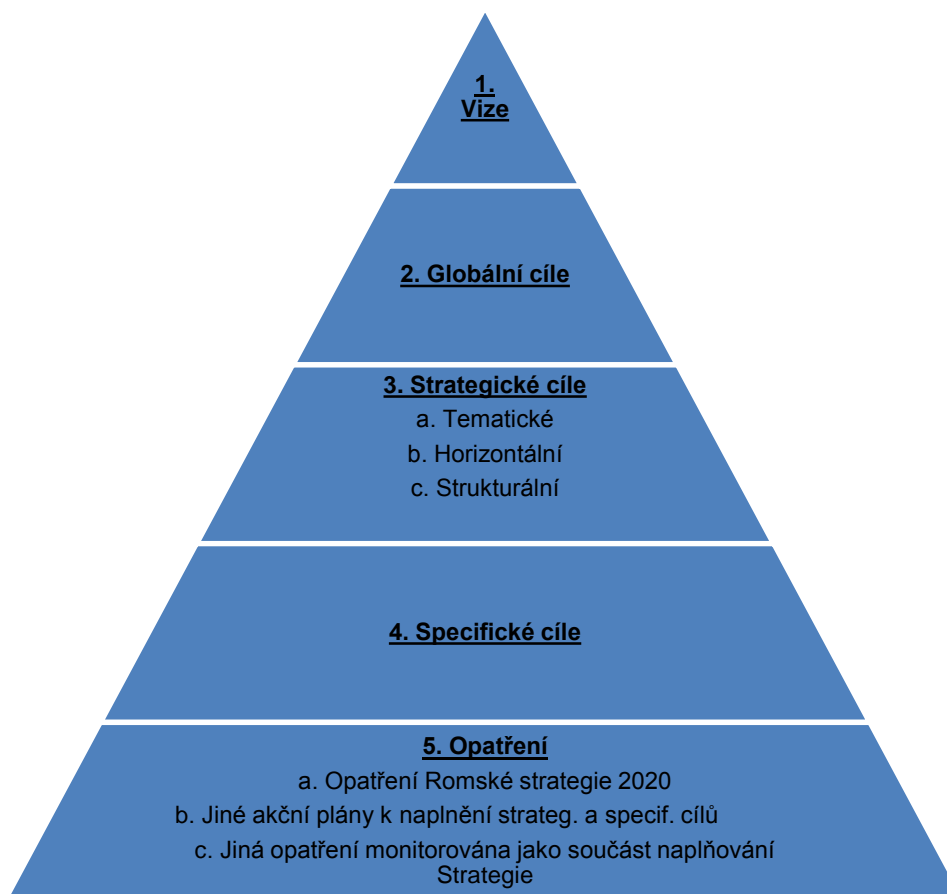 1.
Vize
2. Globální cíle
3. Strategické cíle
a. Tematické
b. Horizontální
c. Strukturální
4. Specifické cíle
5. Opatření
a. Opatření Romské strategie 2020
b. Jiné akční plány k naplnění strateg. a specif. cílů
c. Jiná opatření monitorována jako součást naplňování
Strategie